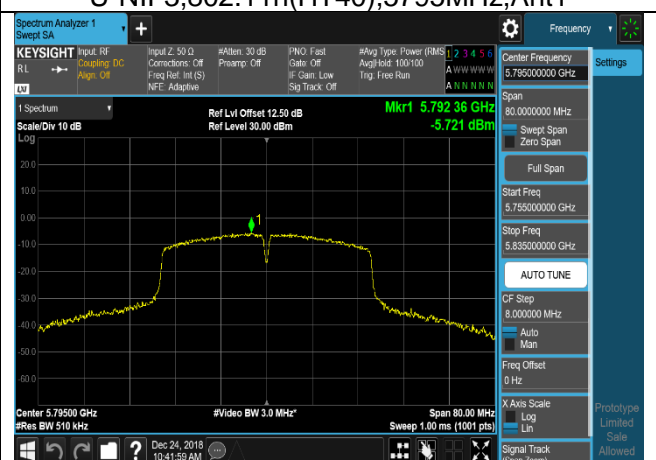 U-NIFS,802.11n(HT40),5795MHz,Ant1
Spectrum Analyzer 1
Swept SA
+
Frequency
KEYSIGHT
RL
LXI
Input: RF
Coupling: DC
Align: Off
Input Z: 50 Ω
Corrections: Off
Freq Ref: Int (S)
NFE: Adaptive
#Atten: 30 dB
Preamp: Off
PNO: Fast
Gate: Off
IF Gain: Low
Sig Track: Off
#Avg Type: Power (RMS
Avg|Hold: 100/100
Trig: Free Run
1 2 3 4 5 6
A W W W W W
A N N N N N
Center Frequency
5.795000000 GHz
Settings
1 Spectrum
Scale/Div 10 dB
Ref Lvl Offset 12.50 dB
Ref Level 30.00 dBm
Mkr1 5.792 36 GHz
-5.721 dBm
Log
20.0
10.0
0.00
-10.0
-20.0
-30.0
-40.0
-50.0
-60.0
1
Span
80.0000000 MHz
Swept Span
Zero Span
Full Span
Start Freq
5.755000000 GHz
Stop Freq
5.835000000 GHz
AUTO TUNE
CF Step
8.000000 MHz
Auto
Man
Freq Offset
0 Hz
X Axis Scale
Log
Lin
Signal Track
(Span Zoom)
Center 5.79500 GHz
#Res BW 510 kHz
#Video BW 3.0 MHz*
Span 80.00 MHz
Sweep 1.00 ms (1001 pts)
Dec 24, 2018
10:41:59 AM
?
Prototype
Limited
Sale
Allowed